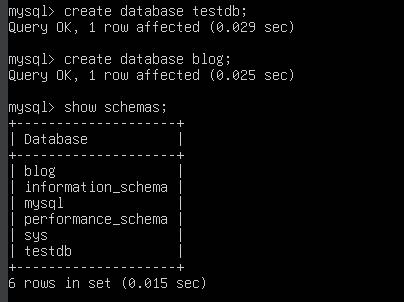 mysql> create database testdb;
Query OK, 1 row affected (0.029 sec)
mysql> create database blog;
Query OK, 1 row affected (0.025 sec)
mysql> show schemas;
+--------------------+
| Database           |
+--------------------+
| blog               |
| information_schema |
| mysql              |
| performance_schema |
| sys                |
| testdb             |
+--------------------+
6 rows in set (0.015 sec)